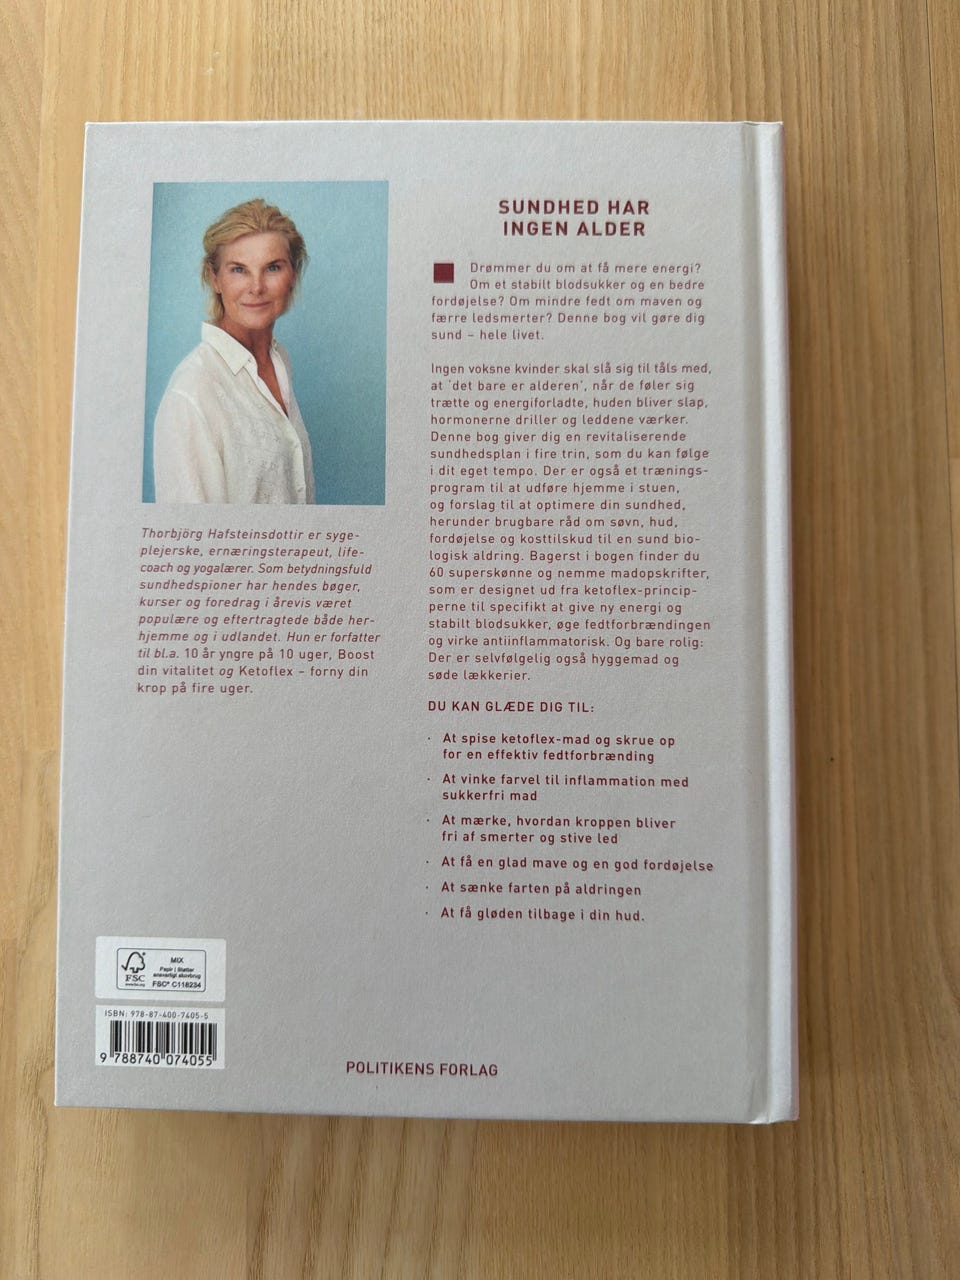 SUNDHED HAR
INGEN ALDER
Drømmer du om at få mere energi?
Om et stabilt blodsukker og en bedre
fordøjelse? Om mindre fedt om maven og
færre ledsmerter? Denne bog vil gøre dig
sund – hele livet.
Ingen voksne kvinder skal slå sig til tåls med,
at ’det bare er alderen’, når de føler sig
trætte og energiforladte, huden bliver slap,
hormonerne driller og leddene værker.
Denne bog giver dig en revitaliserende
sundhedsplan i fire trin, som du kan følge
i dit eget tempo. Der er også et trænings-
program til at udføre hjemme i stuen,
og forslag til at optimere din sundhed,
herunder brugbare råd om søvn, hud,
fordøjelse og kosttilskud til en sund bio-
logisk aldring. Bagerst i bogen finder du
60 superskønne og nemme madopskrifter,
som er designet ud fra ketoflex-princip-
perne til specifikt at give ny energi og
stabilt blodsukker, øge fedtforbrændingen
og virke antiinflammatorisk. Og bare rolig:
Der er selvfølgelig også hyggemad og
søde lækkerier.
DU KAN GLÆDE DIG TIL:
· At spise ketoflex-mad og skrue op
for en effektiv fedtforbrænding
· At vinke farvel til inflammation med
sukkerfri mad
· At mærke, hvordan kroppen bliver
fri af smerter og stive led
· At få en glad mave og en god fordøjelse
· At sænke farten på aldringen
· At få gløden tilbage i din hud.
Thorbjörg Hafsteinsdottir er syge-
plejerske, ernæringsterapeut, life-
coach og yogalærer. Som betydningsfuld
sundhedspioner har hendes bøger,
kurser og foredrag i årevis været
populære og eftertragtede både her-
hjemme og i udlandet. Hun er forfatter
til bl.a. 10 år yngre på 10 uger, Boost
din vitalitet og Ketoflex – forny din
krop på fire uger.
FSC
www.fsc.org
MIX
Papir | Støtter
ansvarligt skovbrug
FSC® C118234
ISBN: 978-87-400-7405-5
9 788740 074055
POLITIKENS FORLAG